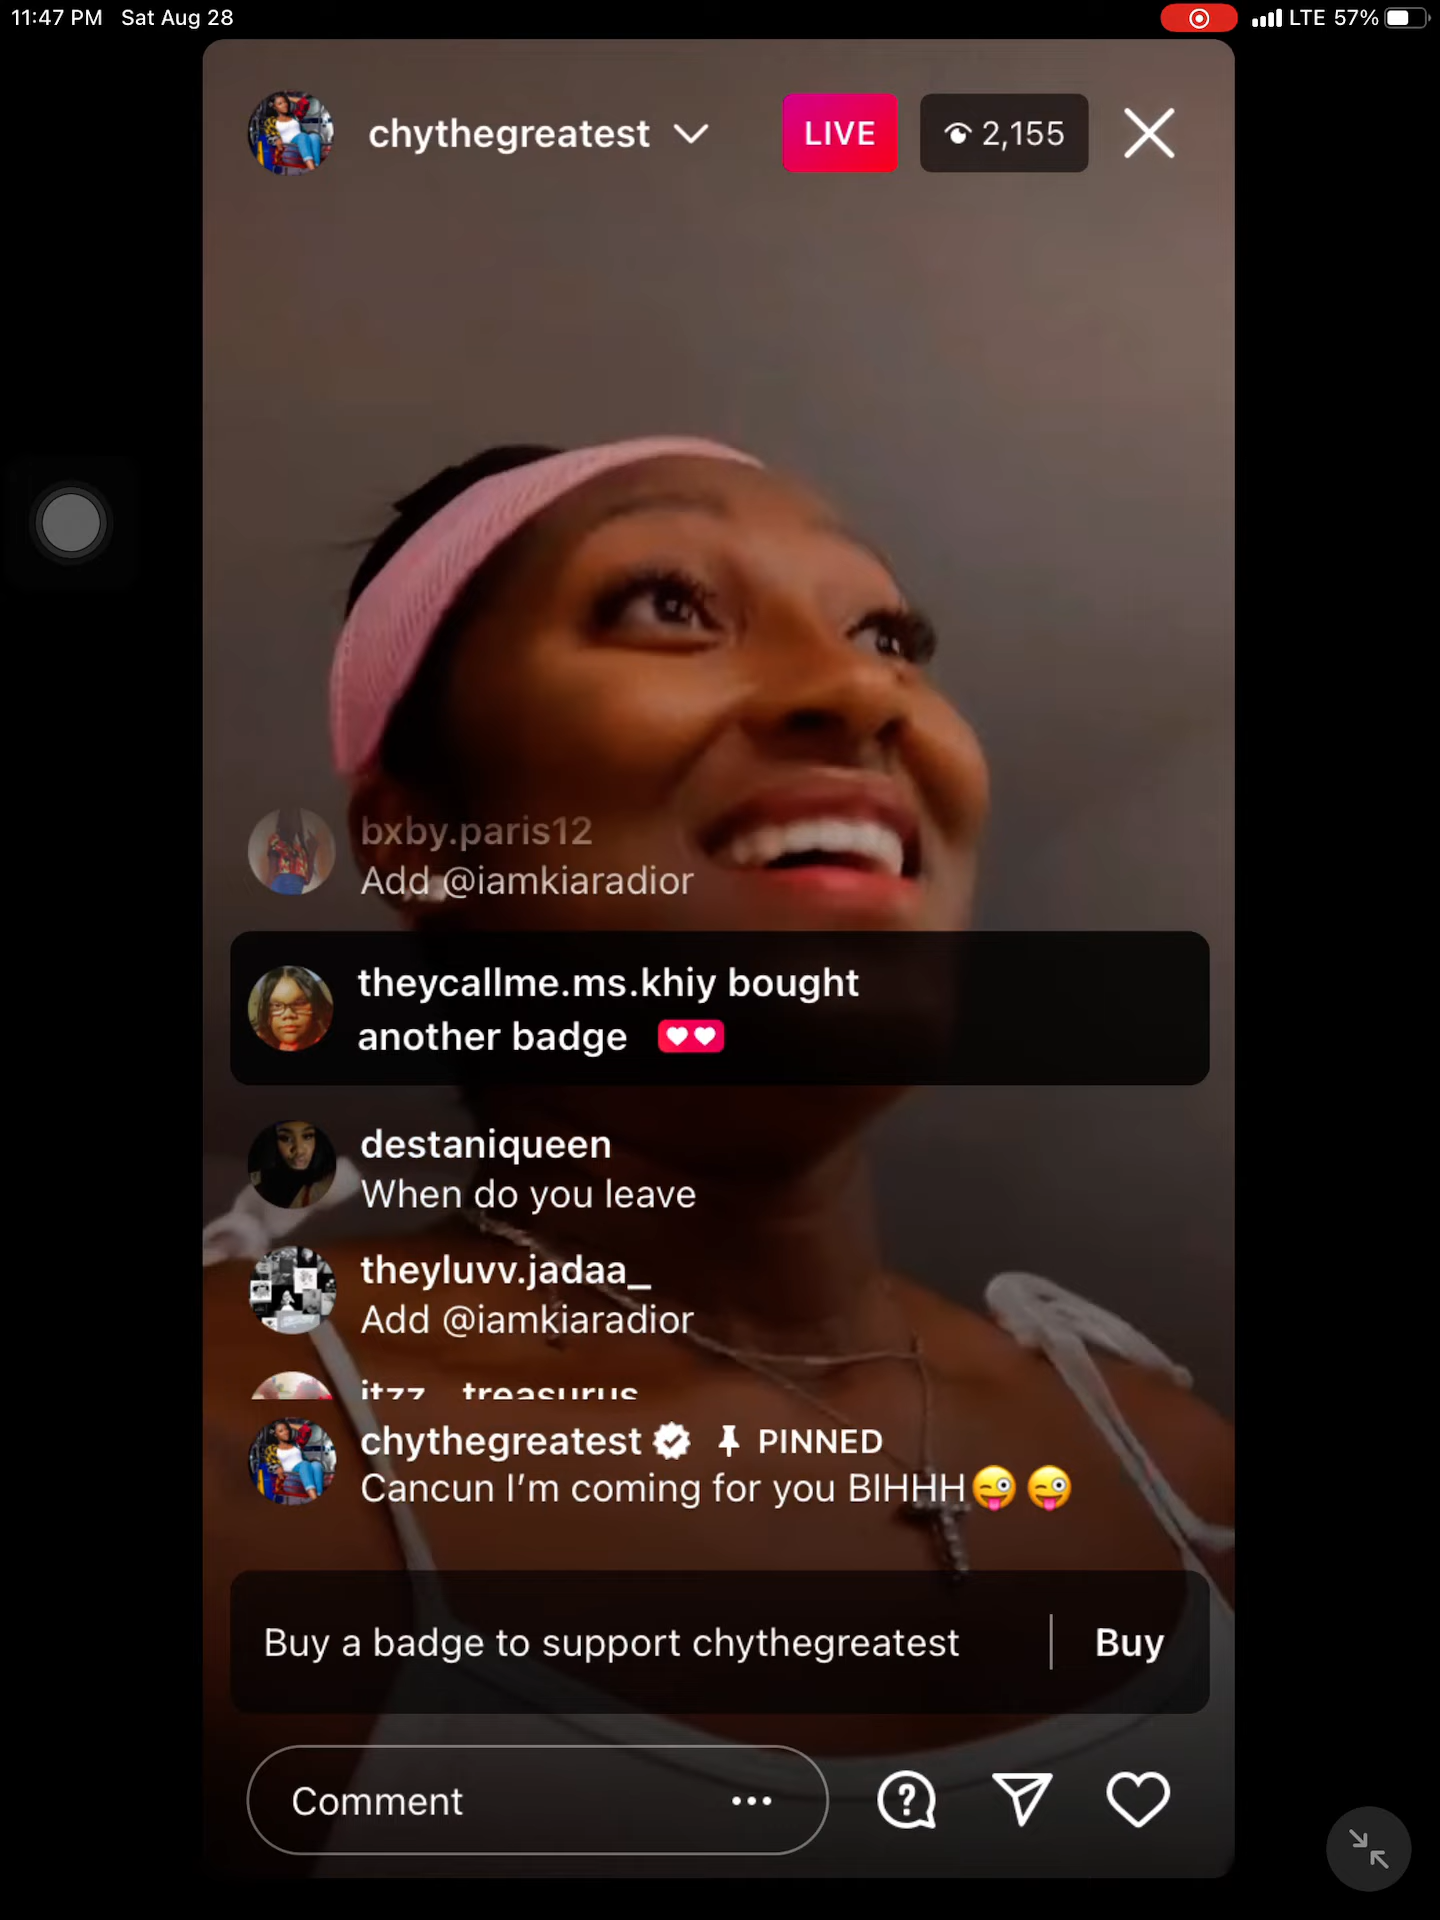 11:47 PM Sat Aug 28
LTE 57%
chythegreatest
LIVE
2,155
bxby.paris12
Add @iamkiaradior
theycallme.ms.khiy bought
another badge
destaniqueen
When do you leave
theyluvv.jadaa_
Add @iamkiaradior
chythegreatest PINNED
Cancun I’m coming for you BIHHH😜😜
Buy a badge to support chythegreatest | Buy
Comment